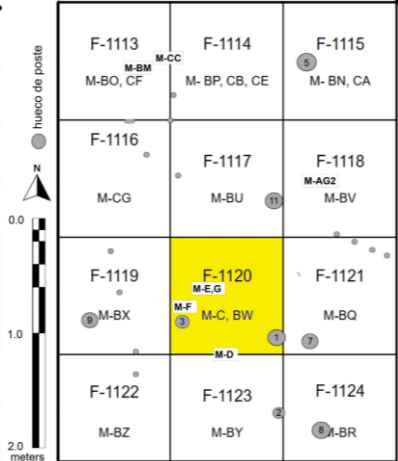 hueco de poste
N
0.0
1.0
2.0
meters
F-1113
M-CC
M-BM
M-BO, CF
F-1114
M- BP, CB, CE
F-1115
5
M- BN, CA
F-1116
M-CG
F-1117
M-BU
11
F-1118
M-AG2
M-BV
F-1119
9
M-BX
F-1120
M-E,G
M-F
3
M-C, BW
1
M-D
F-1121
M-BQ
7
F-1122
M-BZ
F-1123
2
M-BY
F-1124
8
M-BR